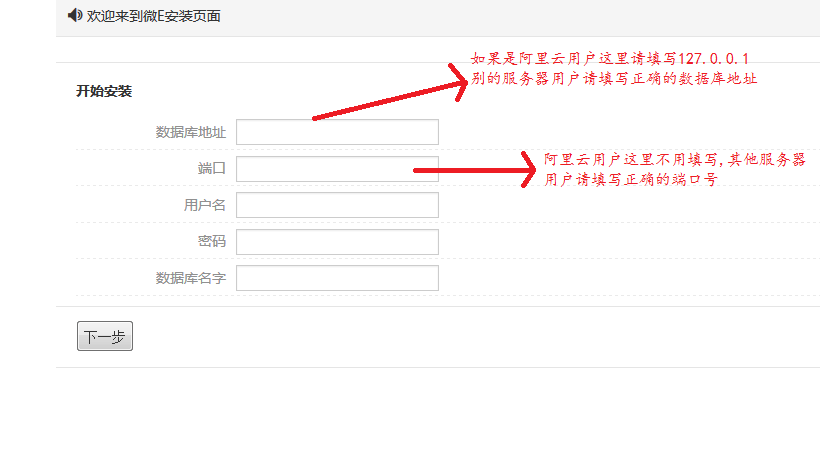 欢迎来到微E安装页面
如果是阿里云用户这里请填写127.0.0.1
别的服务器用户请填写正确的数据库地址
开始安装
数据库地址
阿里云用户这里不用填写,其他服务器
用户请填写正确的端口号
端口
用户名
密码
数据库名字
下一步